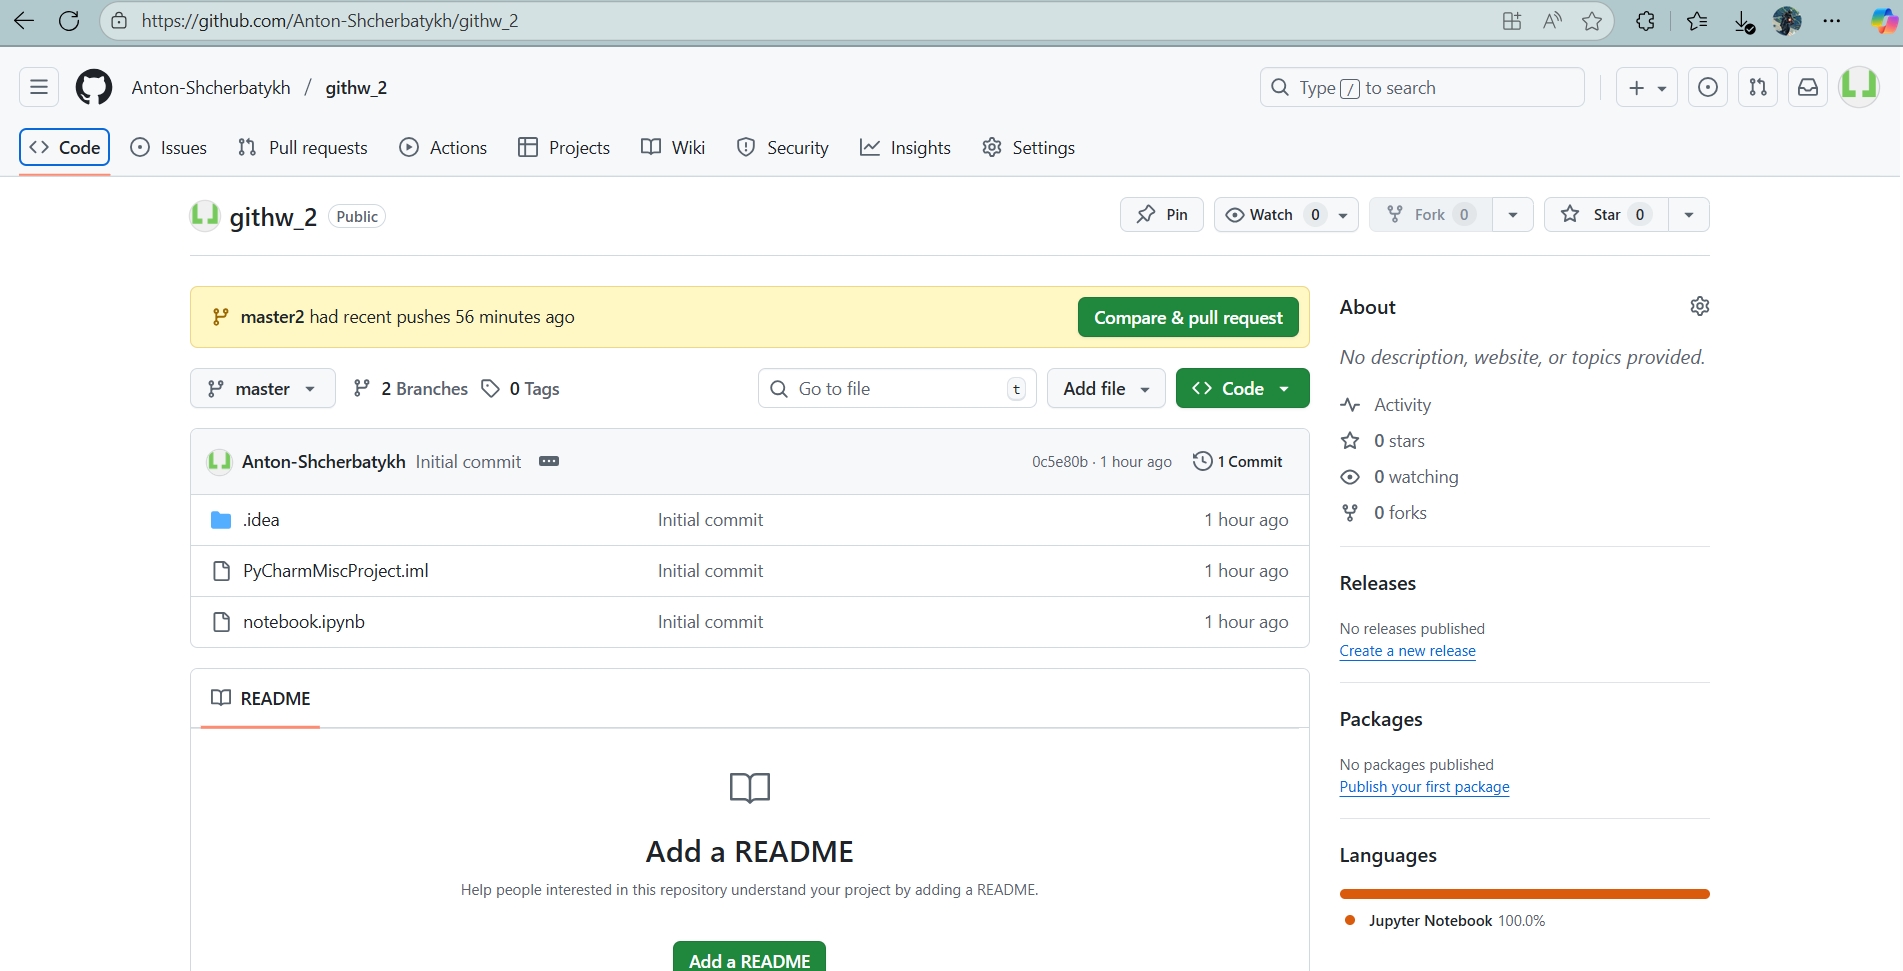 https://github.com/Anton-Shcherbatykh/githw_2
Anton-Shcherbatykh / githw_2
Type / to search
Code Issues Pull requests Actions Projects Wiki Security Insights Settings
githw_2 Public
Pin Watch 0 Fork 0 Star 0
master2 had recent pushes 56 minutes ago
Compare & pull request
master 2 Branches 0 Tags
Go to file t Add file Code
Anton-Shcherbatykh Initial commit 0c5e80b · 1 hour ago 1 Commit
.idea Initial commit 1 hour ago
PyCharmMiscProject.iml Initial commit 1 hour ago
notebook.ipynb Initial commit 1 hour ago
README
Add a README
Help people interested in this repository understand your project by adding a README.
Add a README
About
No description, website, or topics provided.
Activity
0 stars
0 watching
0 forks
Releases
No releases published
Create a new release
Packages
No packages published
Publish your first package
Languages
Jupyter Notebook 100.0%